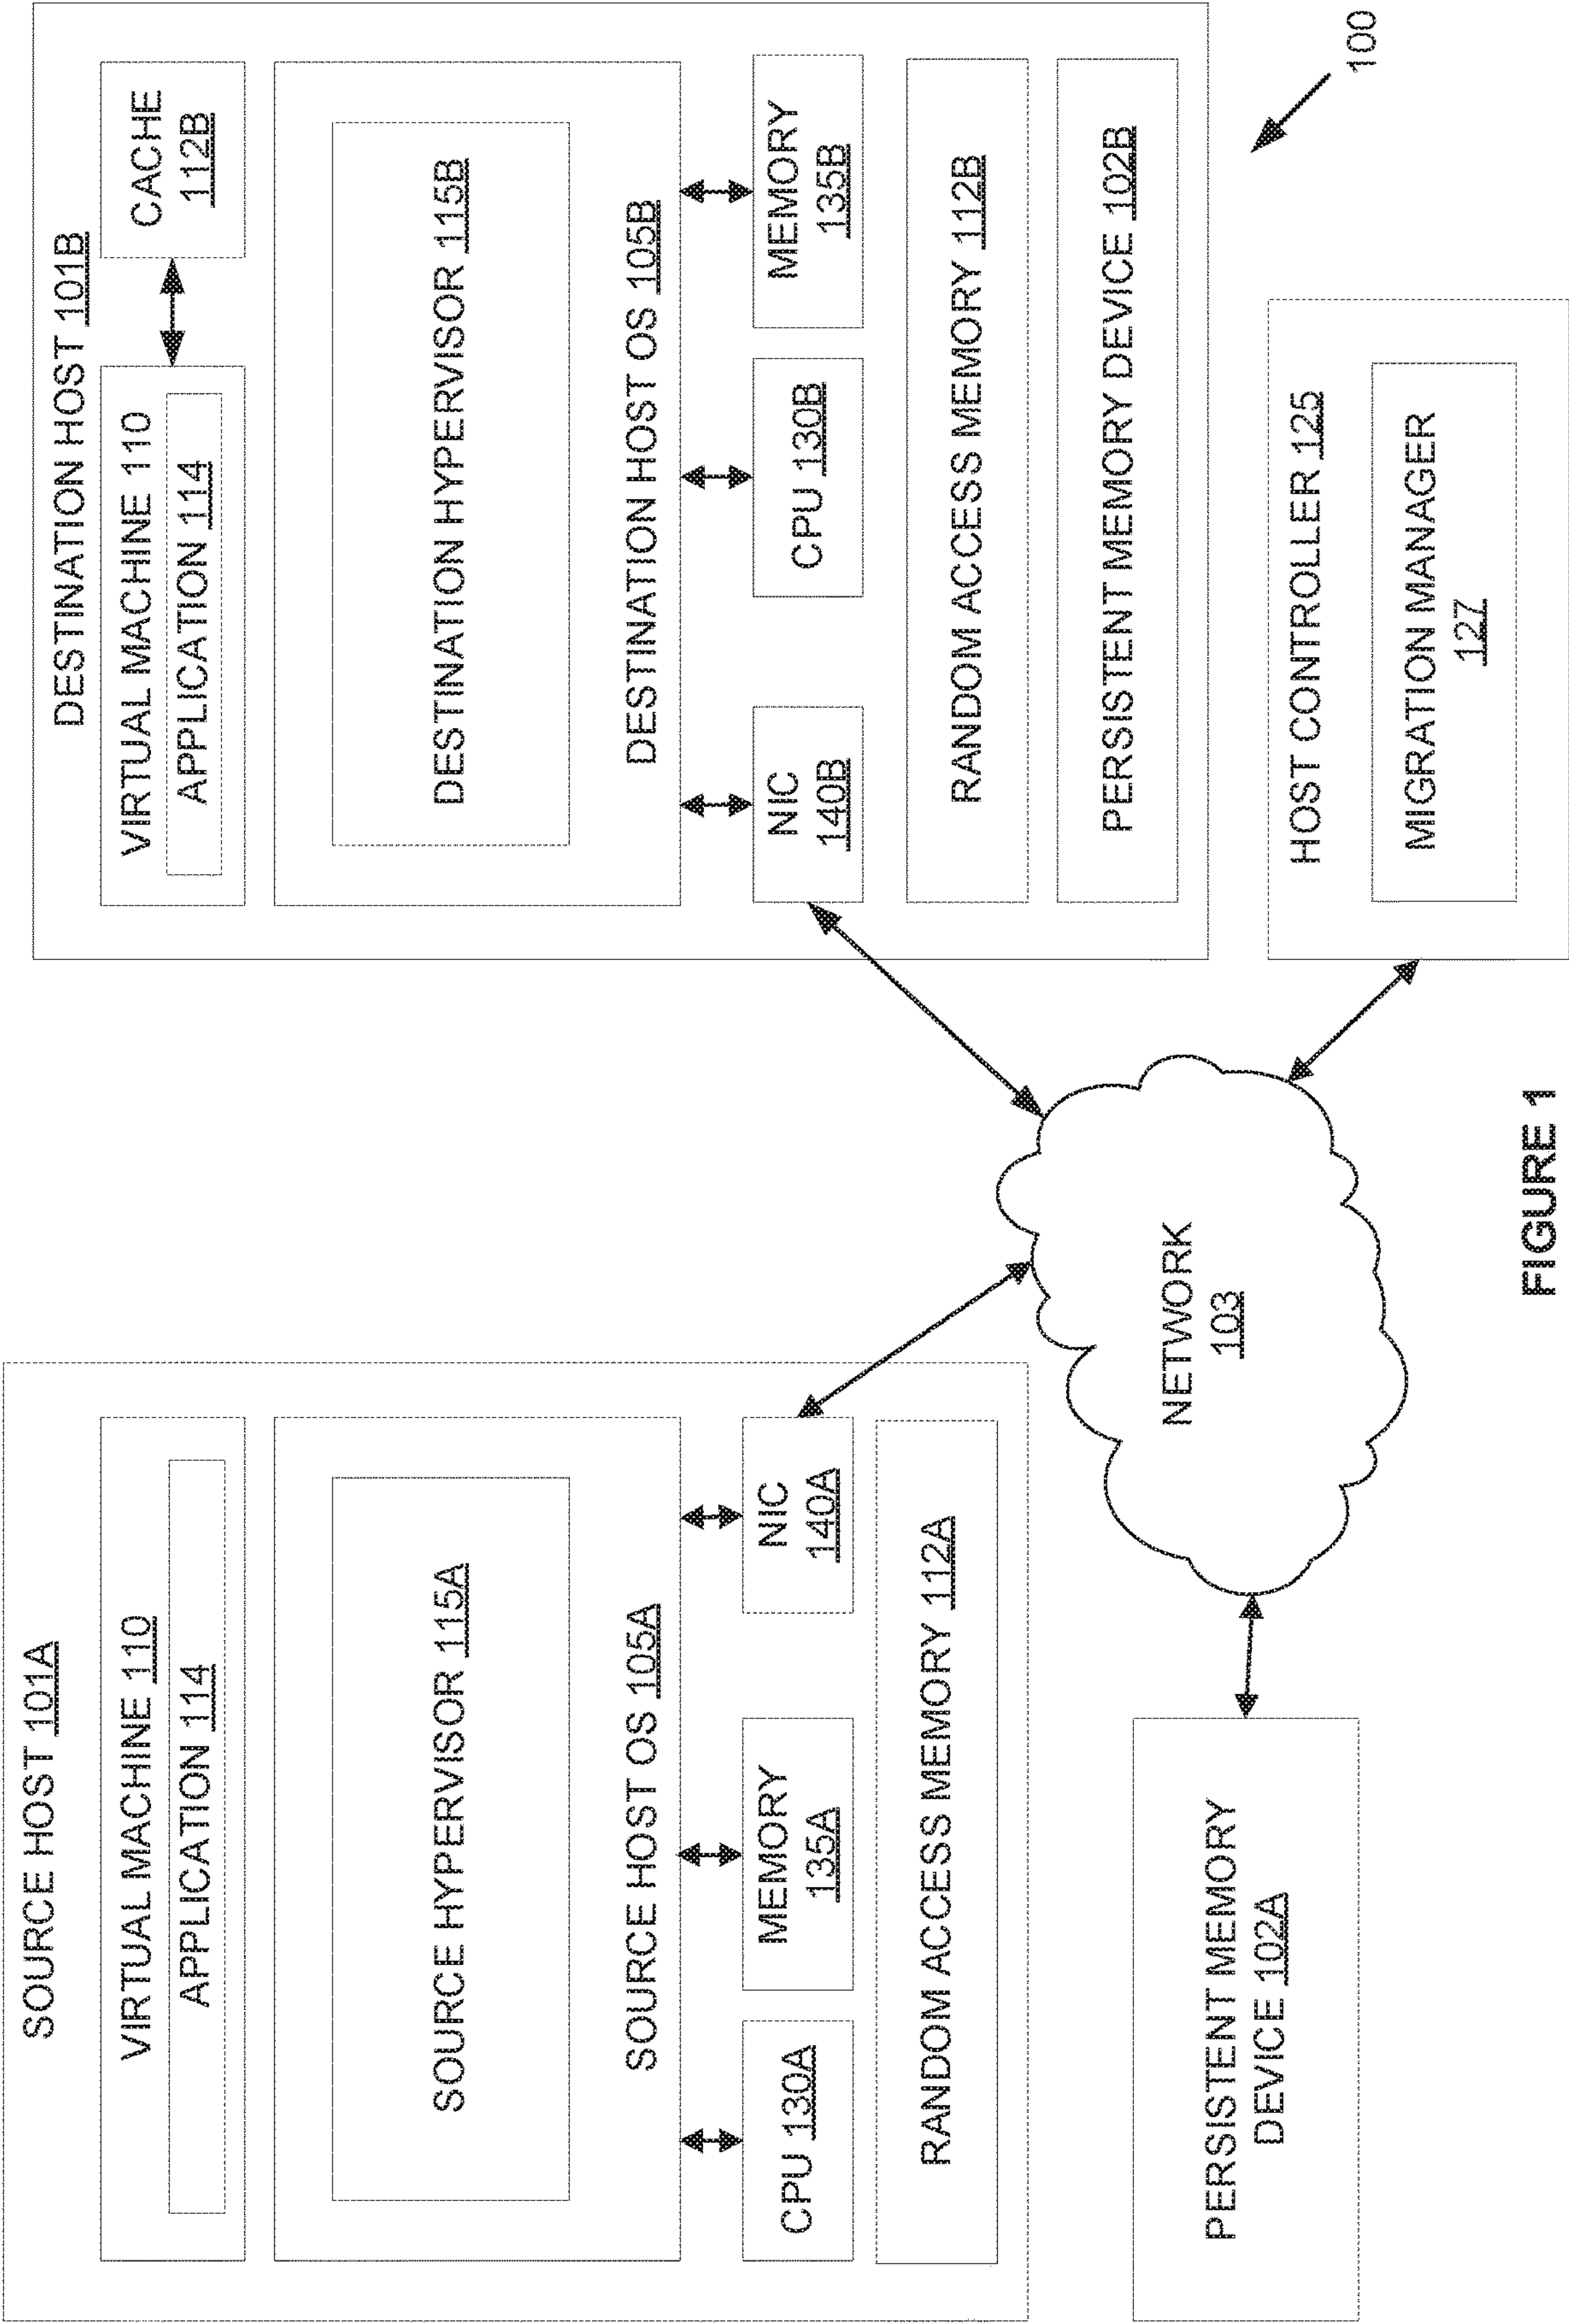 SOURCE HOST 101A
VIRTUAL MACHINE 110
APPLICATION 114
SOURCE HYPERVISOR 115A
SOURCE HOST OS 105A
CPU 130A
MEMORY
135A
NIC
140A
RANDOM ACCESS MEMORY 112A
PERSISTENT MEMORY
DEVICE 102A
NETWORK
103
DESTINATION HOST 101B
VIRTUAL MACHINE 110
APPLICATION 114
CACHE
112B
DESTINATION HYPERVISOR 115B
DESTINATION HOST OS 105B
NIC
140B
CPU 130B
MEMORY
135B
RANDOM ACCESS MEMORY 112B
PERSISTENT MEMORY DEVICE 102B
HOST CONTROLLER 125
MIGRATION MANAGER
127
100
FIGURE 1